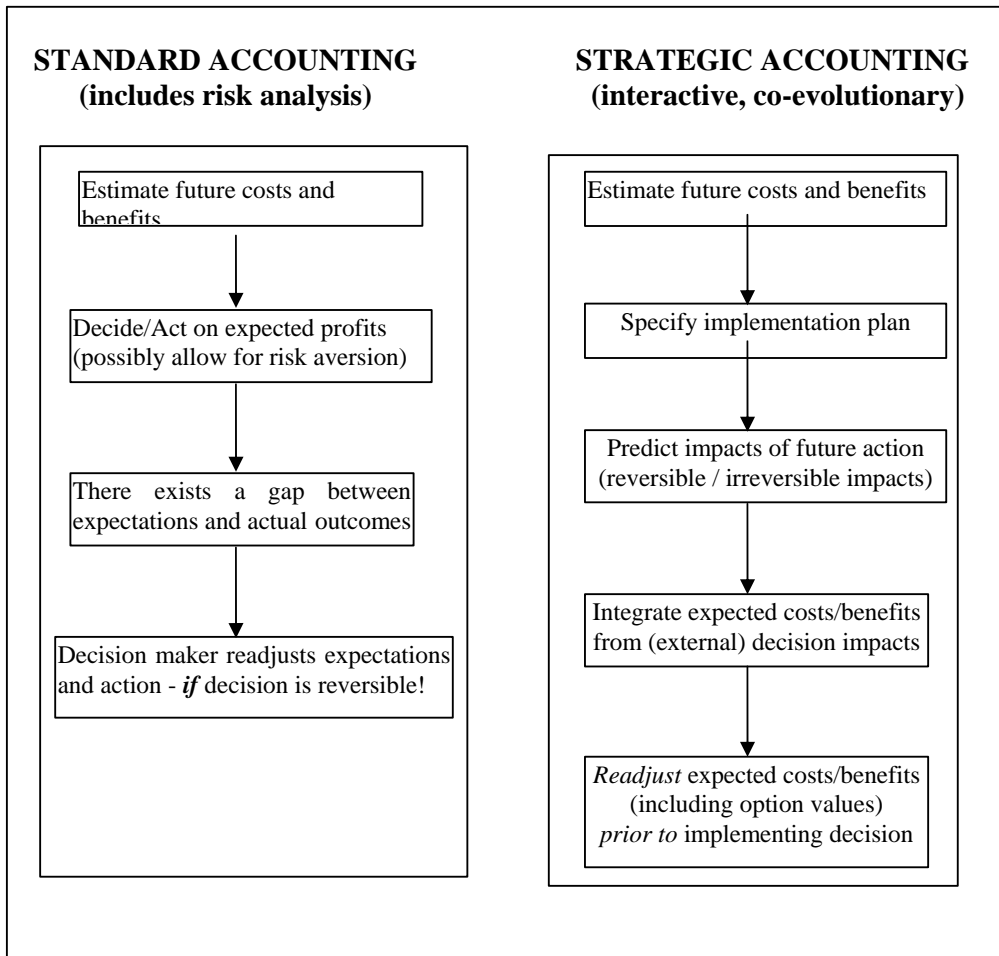 STANDARD ACCOUNTING
(includes risk analysis)
Estimate future costs and
benefits
Decide/Act on expected profits
(possibly allow for risk aversion)
There exists a gap between
expectations and actual outcomes
Decision maker readjusts expectations
and action - if decision is reversible!
STRATEGIC ACCOUNTING
(interactive, co-evolutionary)
Estimate future costs and benefits
Specify implementation plan
Predict impacts of future action
(reversible / irreversible impacts)
Integrate expected costs/benefits
from (external) decision impacts
Readjust expected costs/benefits
(including option values)
prior to implementing decision